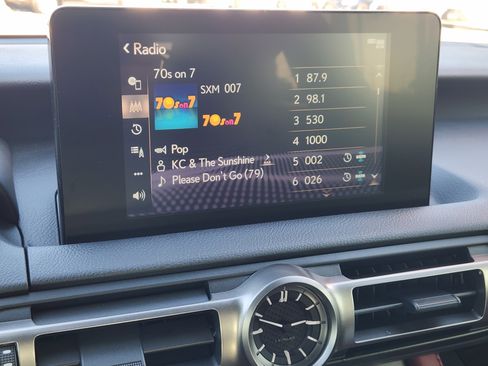 Radio
70s on 7
SXM 007
70s on 7
70s on 7
Pop
KC & The Sunshine
Please Don't Go (79)
1 87.9
2 98.1
3 530
4 1000
5 002
6 026